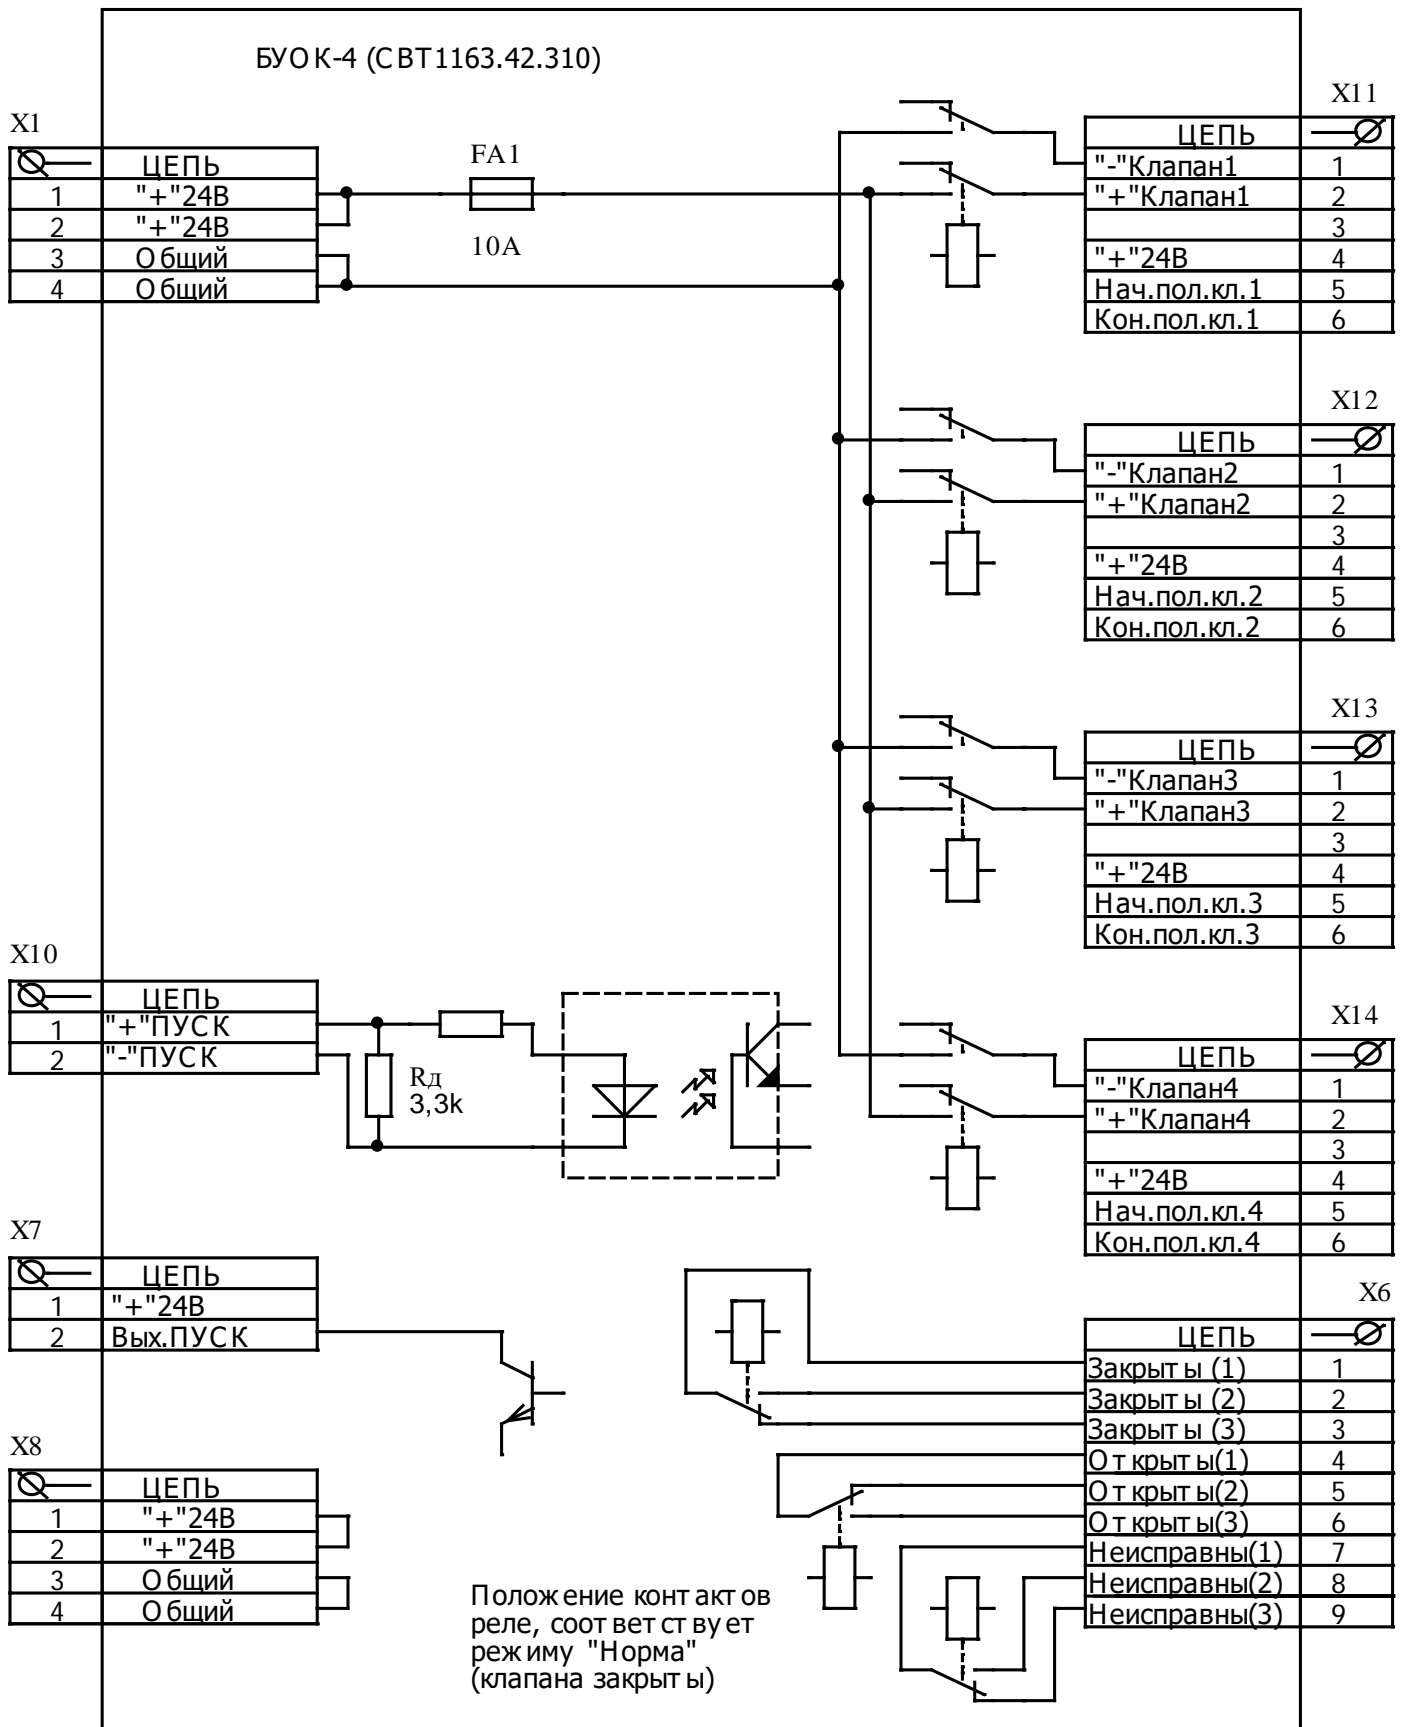 БУОК-4 (СВТ1163.42.310)
X1
ЦЕПЬ
1 "+"24В
2 "+"24В
3 Общий
4 Общий
FA1
10A
X11
ЦЕПЬ
"-"Клапан1 1
"+"Клапан1 2
3
"+"24В 4
Нач.пол.кл.1 5
Кон.пол.кл.1 6
X12
ЦЕПЬ
"-"Клапан2 1
"+"Клапан2 2
3
"+"24В 4
Нач.пол.кл.2 5
Кон.пол.кл.2 6
X13
ЦЕПЬ
"-"Клапан3 1
"+"Клапан3 2
3
"+"24В 4
Нач.пол.кл.3 5
Кон.пол.кл.3 6
X10
ЦЕПЬ
1 "+"ПУСК
2 "-"ПУСК
Rд
3,3k
X14
ЦЕПЬ
"-"Клапан4 1
"+"Клапан4 2
3
"+"24В 4
Нач.пол.кл.4 5
Кон.пол.кл.4 6
X7
ЦЕПЬ
1 "+"24В
2 Вых.ПУСК
X6
ЦЕПЬ
Закрыты (1) 1
Закрыты (2) 2
Закрыты (3) 3
Открыты(1) 4
Открыты(2) 5
Открыты(3) 6
Неисправны(1) 7
Неисправны(2) 8
Неисправны(3) 9
X8
ЦЕПЬ
1 "+"24В
2 "+"24В
3 Общий
4 Общий
Положение контактов
реле, соответствует
режиму "Норма"
(клапана закрыты)